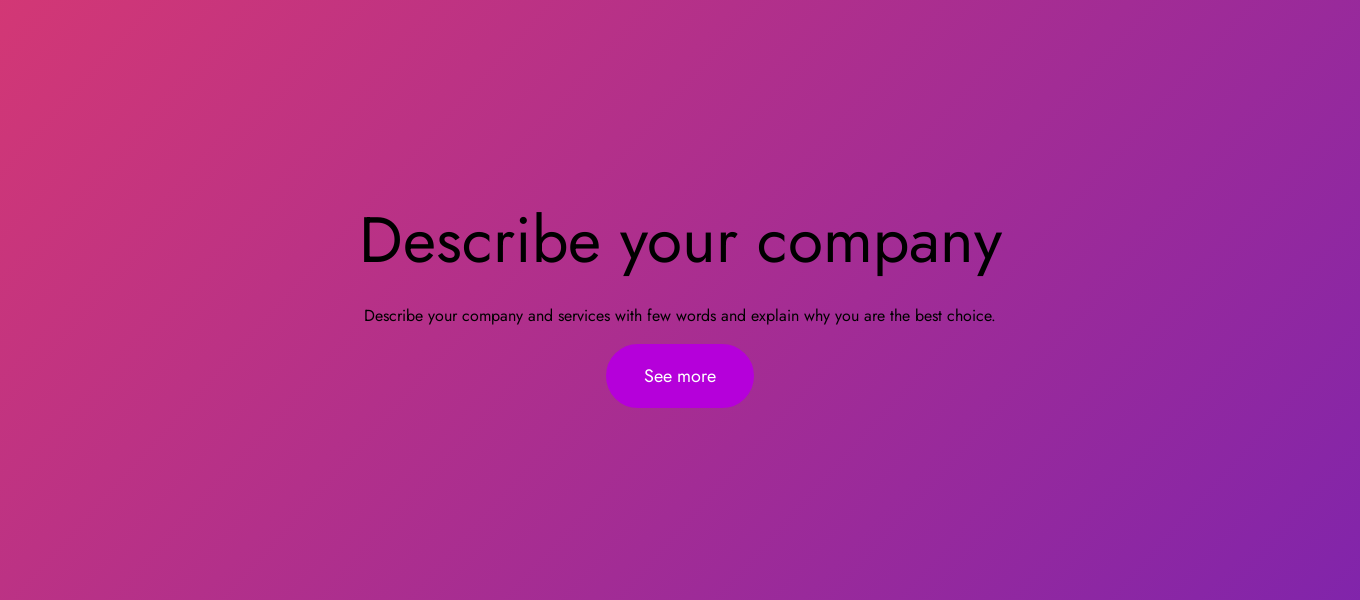 Describe your company
Describe your company and services with few words and explain why you are the best choice.
See more